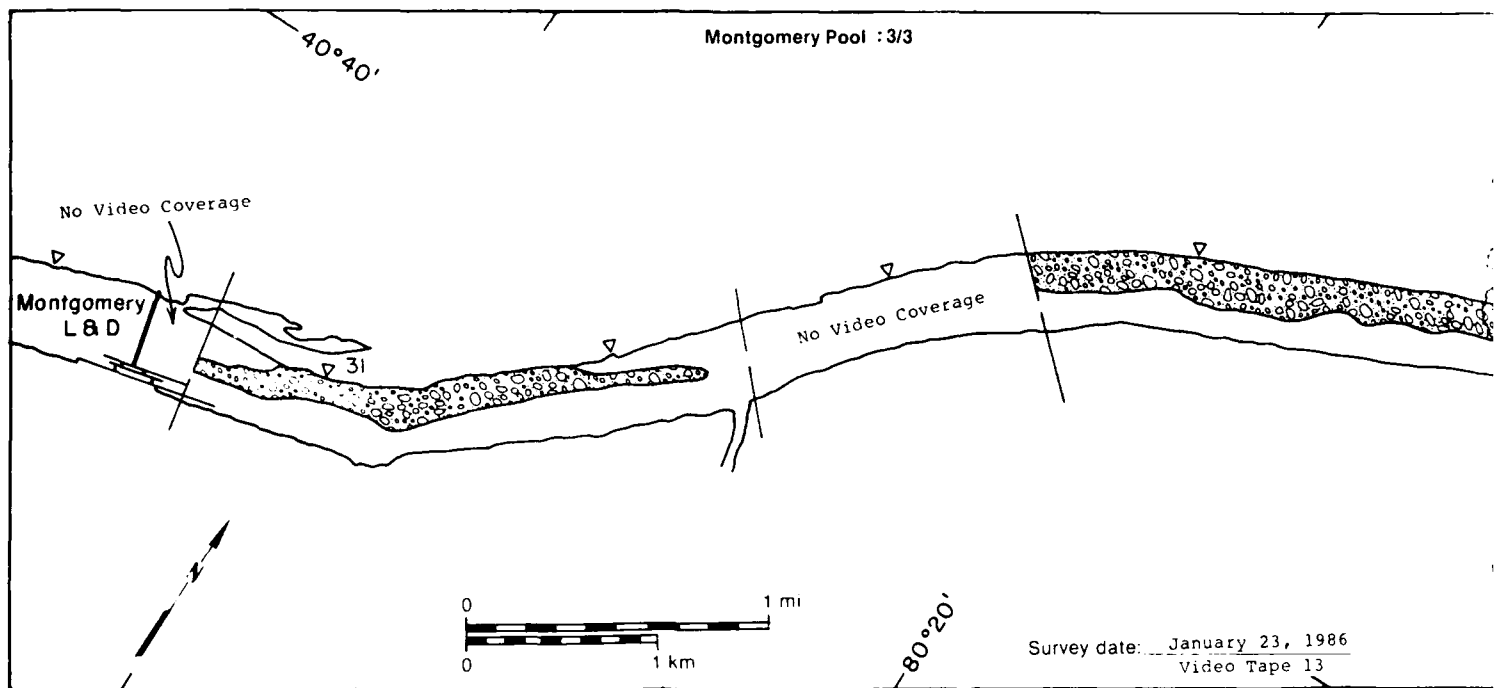 Montgomery Pool : 3/3
40°40'
No Video Coverage
Montgomery
L & D
31
No Video Coverage
N
0 1 mi
0 1 km
80°20'
Survey date: January 23, 1986
Video Tape 13